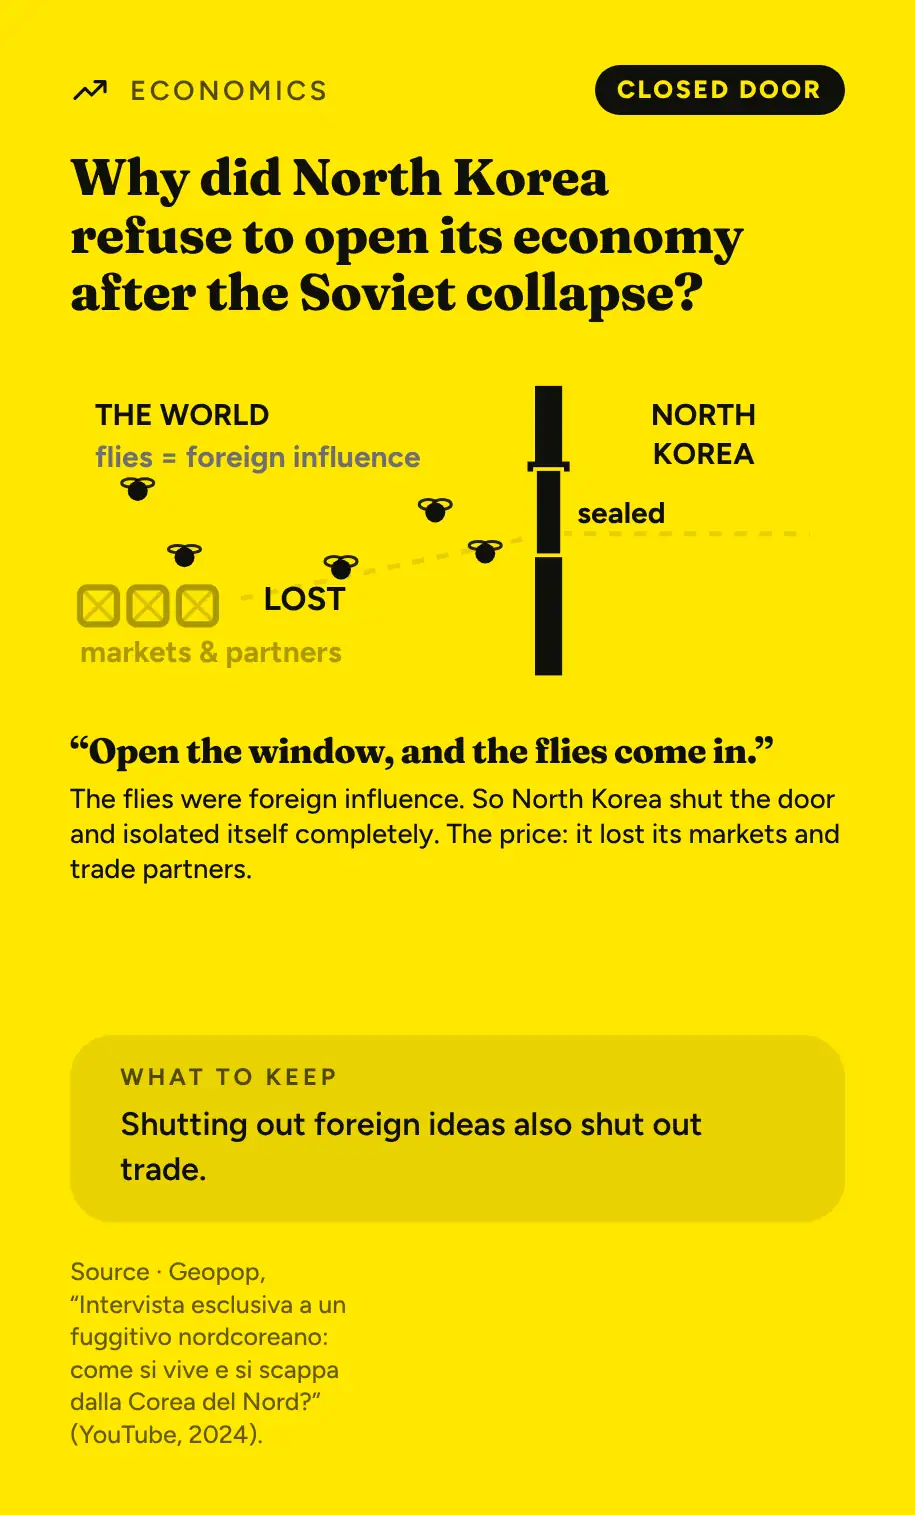 ECONOMICS
CLOSED DOOR
Why did North Korea
refuse to open its economy
after the Soviet collapse?
THE WORLD
flies = foreign influence
NORTH
KOREA
sealed
LOST
markets & partners
“Open the window, and the flies come in.”
The flies were foreign influence. So North Korea shut the door
and isolated itself completely. The price: it lost its markets and
trade partners.
WHAT TO KEEP
Shutting out foreign ideas also shut out
trade.
Source · Geopop,
“Intervista esclusiva a un
fuggitivo nordcoreano:
come si vive e si scappa
dalla Corea del Nord?”
(YouTube, 2024).